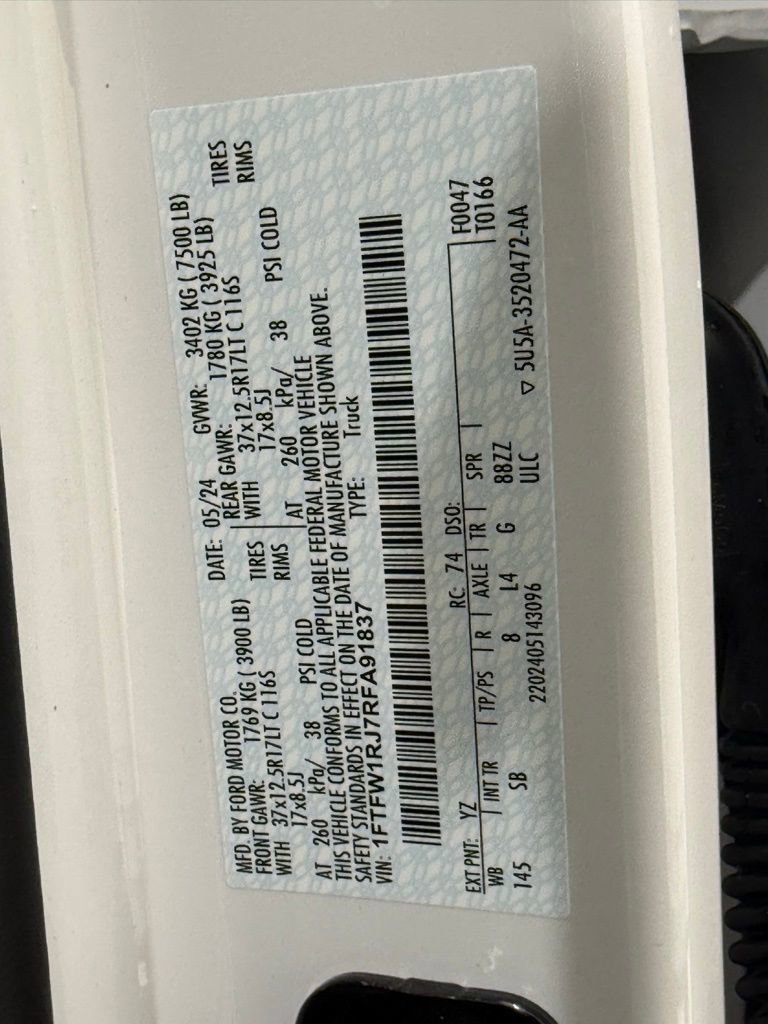 MFD. BY FORD MOTOR CO. DATE: 05/24 GVWR: 3402 KG ( 7500 LB)
FRONT GAWR: 1769 KG ( 3900 LB) REAR GAWR: 1780 KG ( 3925 LB)
WITH 37x12.5R17LT C 116S TIRES WITH 37x12.5R17LT C 116S TIRES
17x8.5J RIMS 17x8.5J RIMS
AT 260 kPa/ 38 PSI COLD AT 260 kPa/ 38 PSI COLD
THIS VEHICLE CONFORMS TO ALL APPLICABLE FEDERAL MOTOR VEHICLE
SAFETY STANDARDS IN EFFECT ON THE DATE OF MANUFACTURE SHOWN ABOVE.
VIN: 1FTFW1RJ7RFA91837 TYPE: Truck
EXT PNT: YZ RC: 74 DSO: F0047
WB INT TR TP/PS R AXLE TR SPR T0166
145 SB 8 L4 G 88ZZ
2202405143096 ULC ▽ 5U5A-3520472-AA